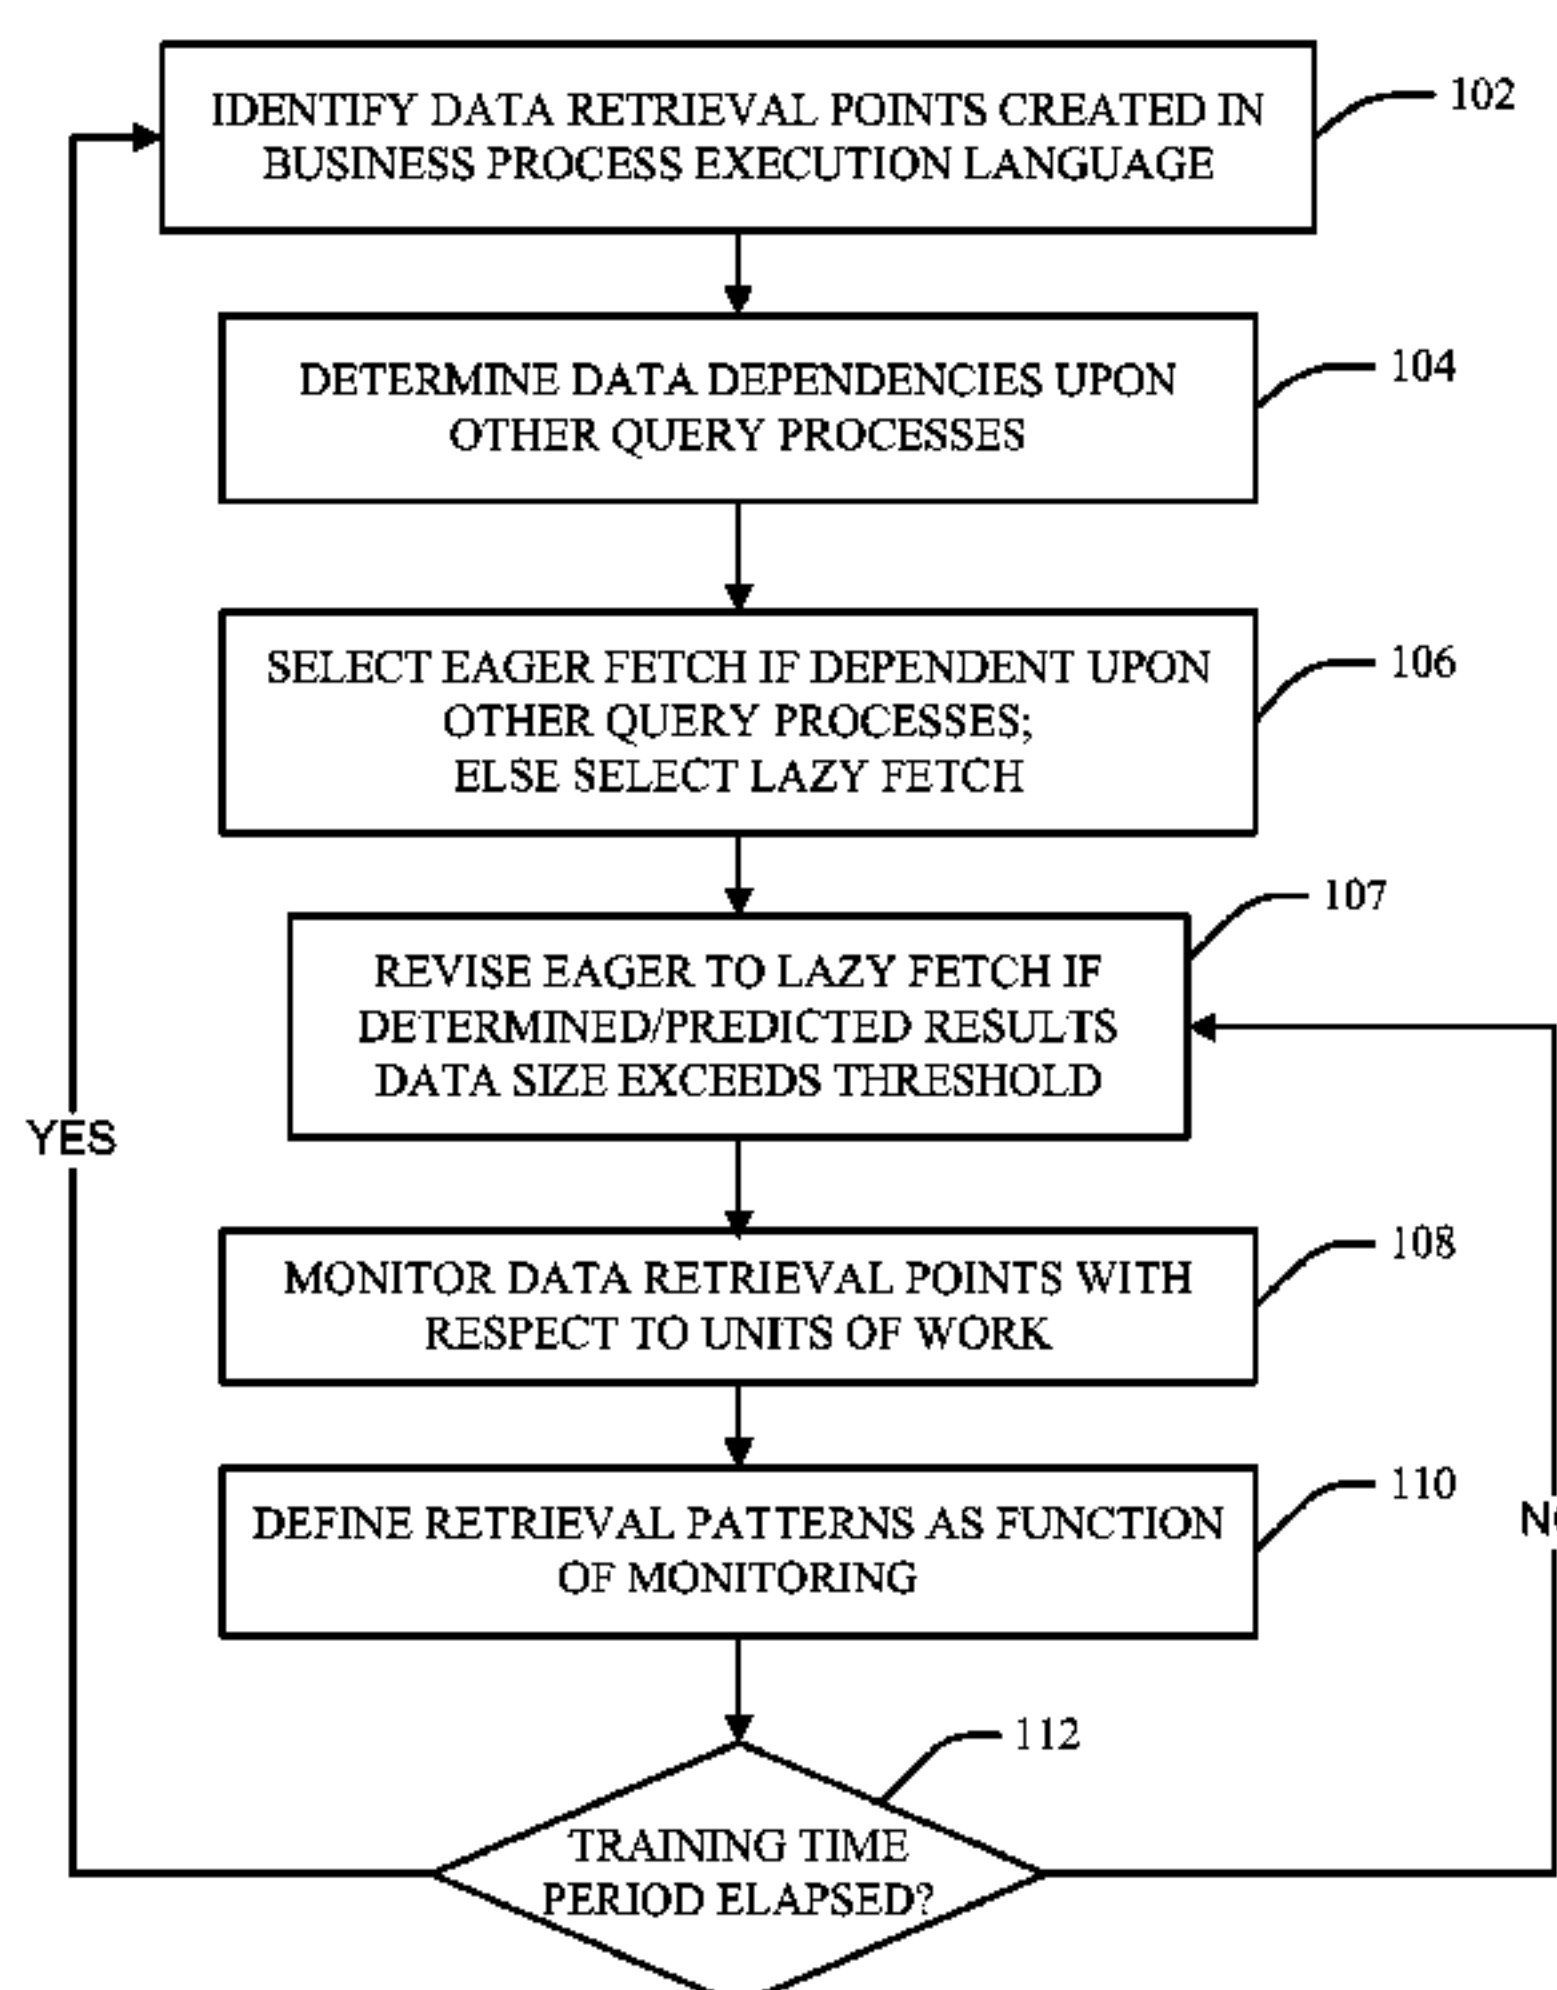 IDENTIFY DATA RETRIEVAL POINTS CREATED IN
BUSINESS PROCESS EXECUTION LANGUAGE
102
DETERMINE DATA DEPENDENCIES UPON
OTHER QUERY PROCESSES
104
SELECT EAGER FETCH IF DEPENDENT UPON
OTHER QUERY PROCESSES;
ELSE SELECT LAZY FETCH
106
107
REVISE EAGER TO LAZY FETCH IF
DETERMINED/PREDICTED RESULTS
DATA SIZE EXCEEDS THRESHOLD
YES
MONITOR DATA RETRIEVAL POINTS WITH
RESPECT TO UNITS OF WORK
108
DEFINE RETRIEVAL PATTERNS AS FUNCTION
OF MONITORING
110
112
TRAINING TIME
PERIOD ELAPSED?